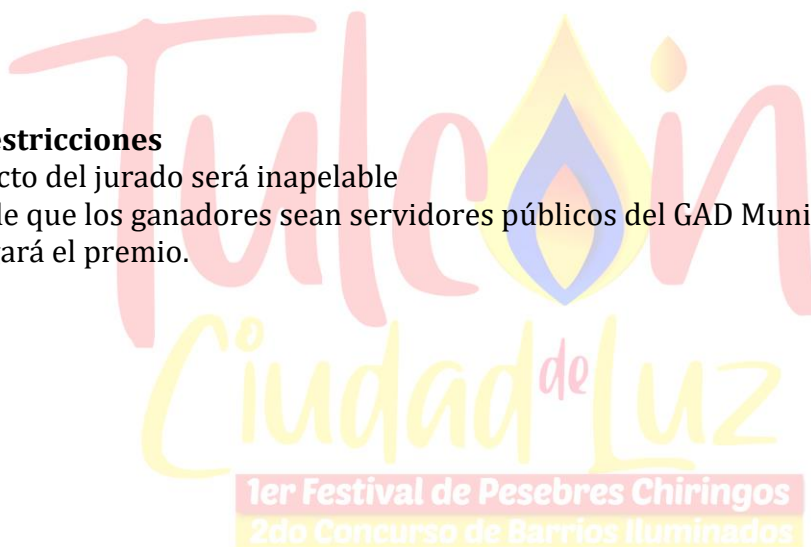 Tulcán
estricciones
cto del jurado será inapelable
le que los ganadores sean servidores públicos del GAD Muni
ará el premio.
Ciudad de Luz
1er Festival de Pesebres Chiringos
2do Concurso de Barrios Iluminados